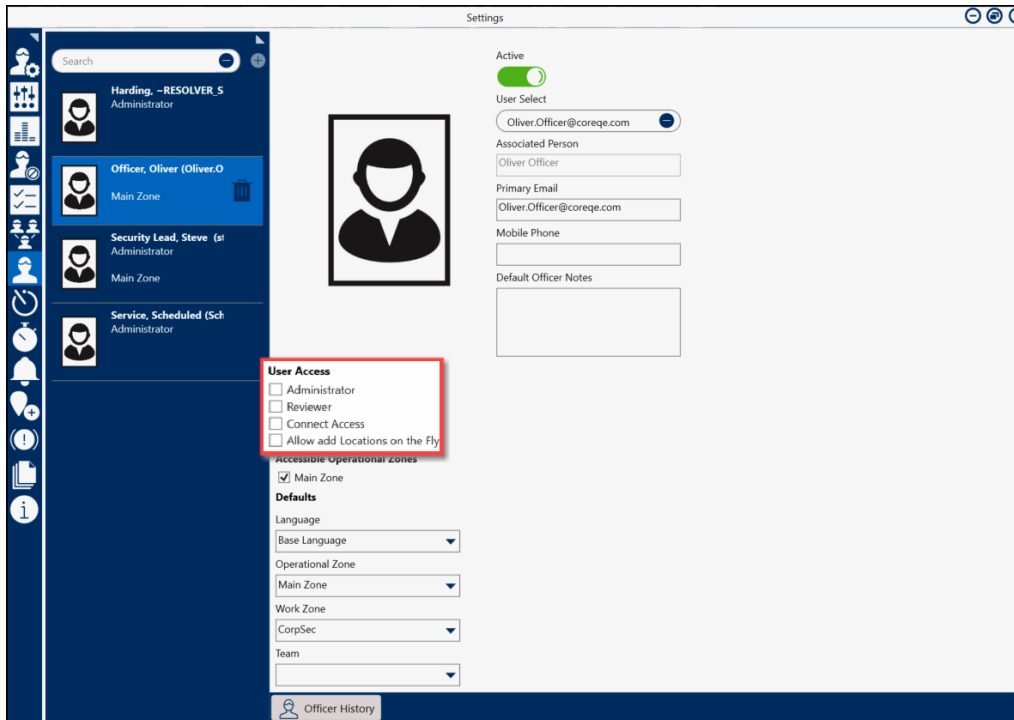 Settings
Search
Harding, ~RESOLVER_S
Administrator
Officer, Oliver (Oliver.O
Main Zone
Security Lead, Steve (st
Administrator
Main Zone
Service, Scheduled (Sch
Administrator
Active
User Select
Oliver.Officer@coreqe.com
Associated Person
Oliver Officer
Primary Email
Oliver.Officer@coreqe.com
Mobile Phone
Default Officer Notes
User Access
Administrator
Reviewer
Connect Access
Allow add Locations on the Fly
Accessible Operational Zones
Main Zone
Defaults
Language
Base Language
Operational Zone
Main Zone
Work Zone
CorpSec
Team
Officer History